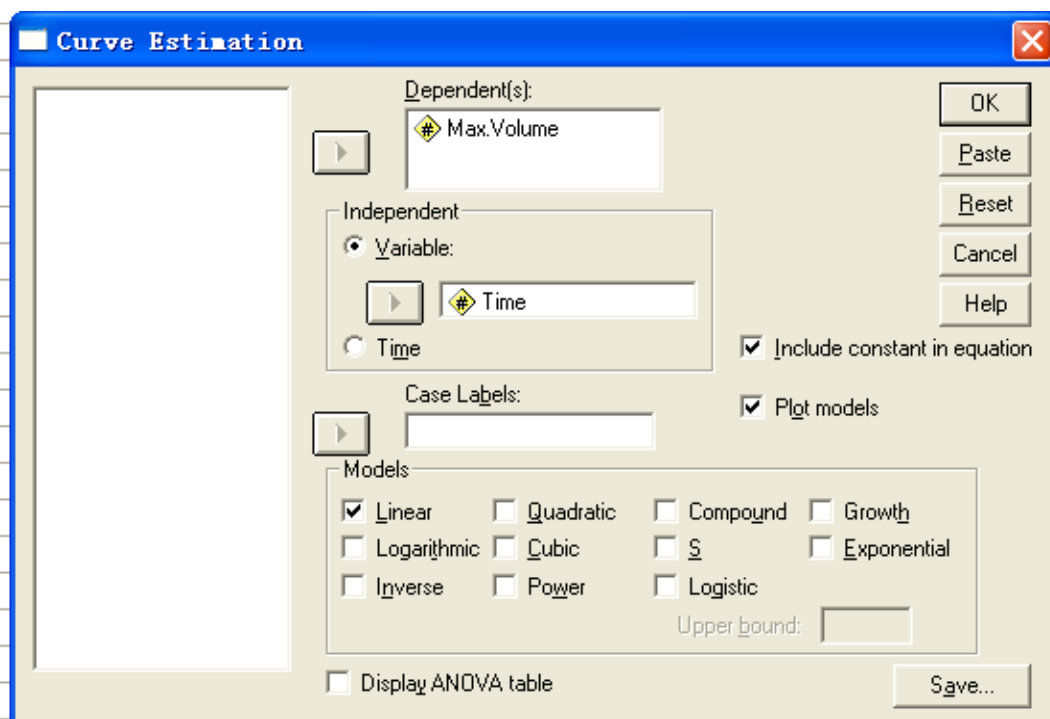 Curve Estimation
Dependent(s):
# Max.Volume
OK
Paste
Reset
Cancel
Help
Independent
Variable:
# Time
Time
Include constant in equation
Case Labels:
Plot models
Models
Linear Quadratic Compound Growth
Logarithmic Cubic S Exponential
Inverse Power Logistic
Upper bound:
Display ANOVA table
Save...